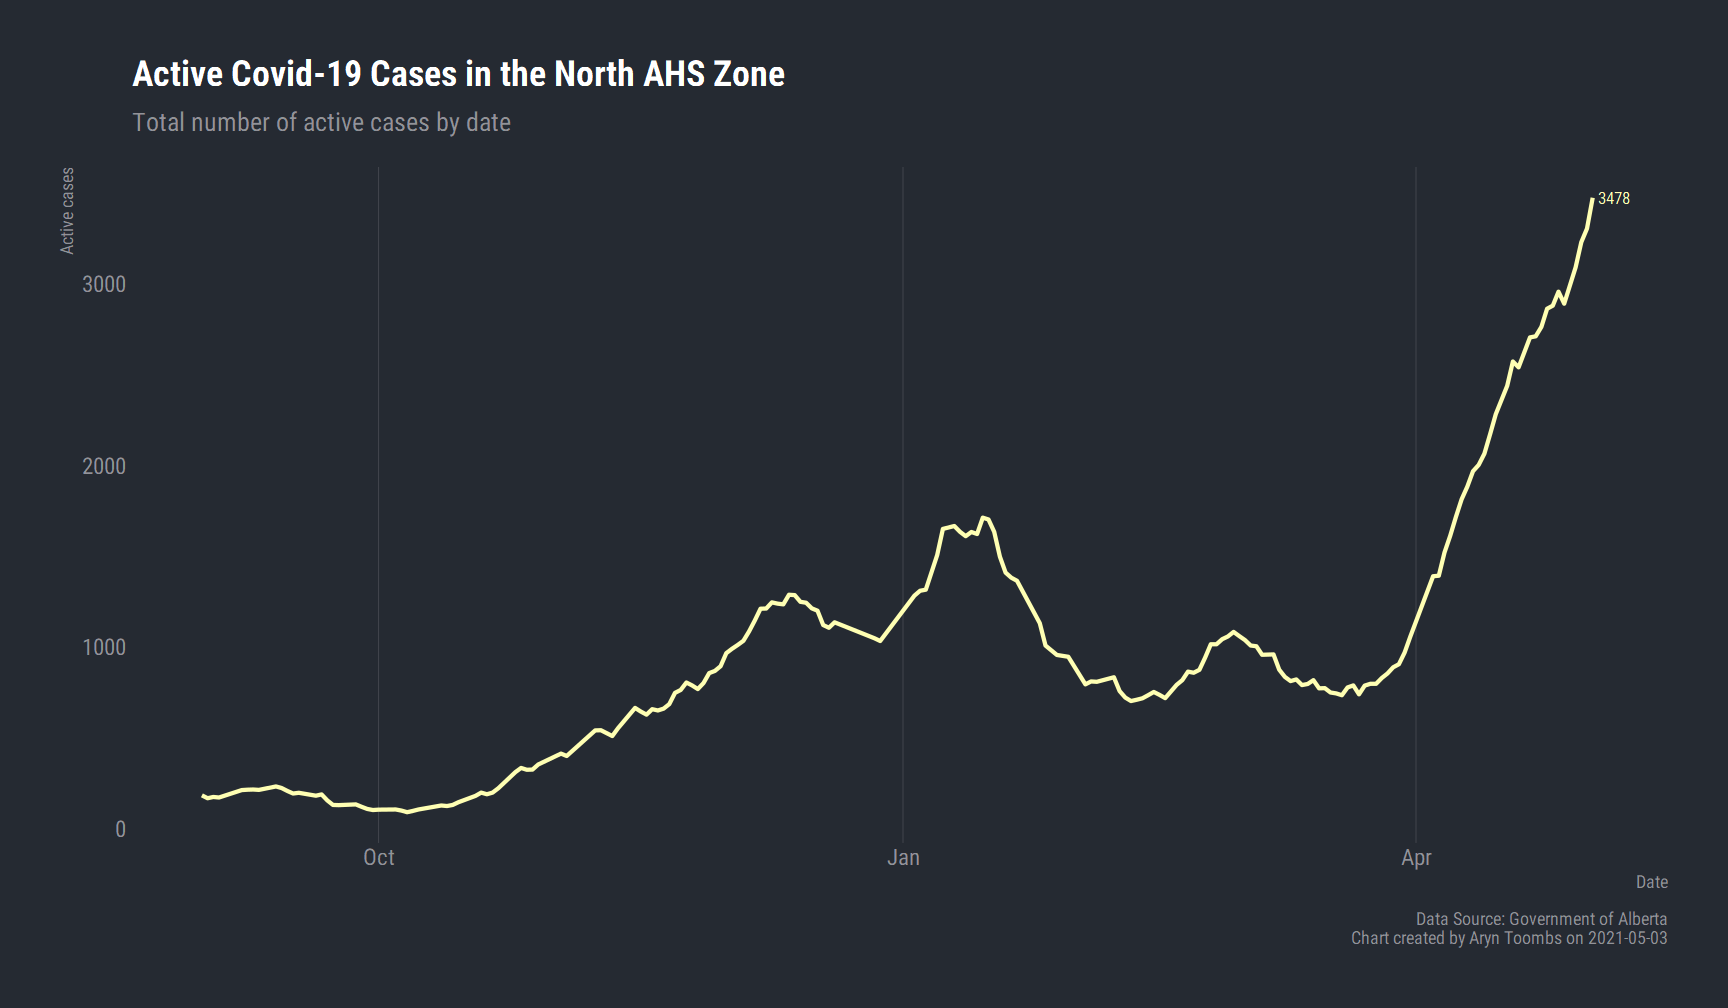 Active Covid-19 Cases in the North AHS Zone
Total number of active cases by date
Active cases
3478
3000
2000
1000
0
Oct
Jan
Apr
Date
Data Source: Government of Alberta
Chart created by Aryn Toombs on 2021-05-03